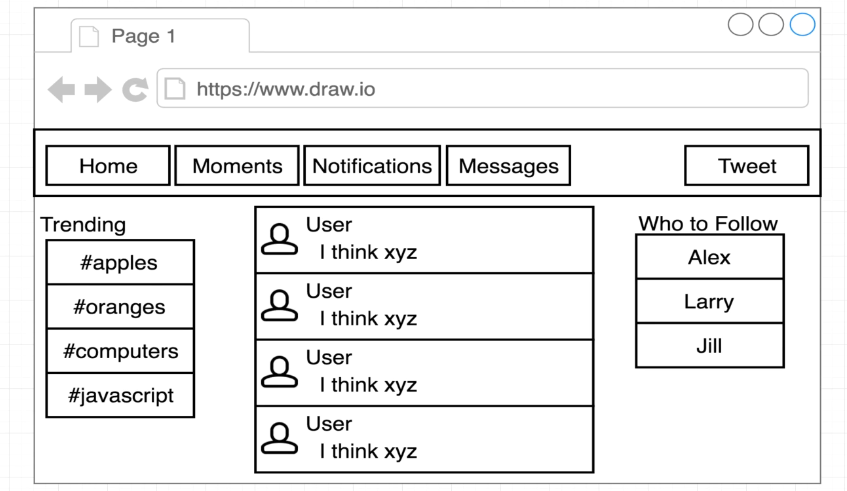 Page 1
https://www.draw.io
Home
Moments
Notifications
Messages
Tweet
Trending
#apples
#oranges
#computers
#javascript
User
I think xyz
User
I think xyz
User
I think xyz
User
I think xyz
Who to Follow
Alex
Larry
Jill